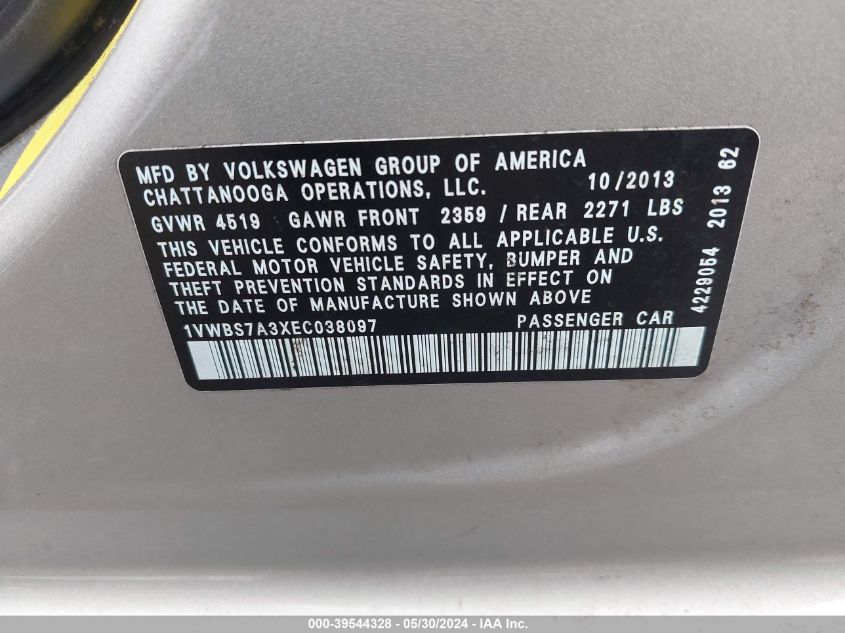 MFD BY VOLKSWAGEN GROUP OF AMERICA
CHATTANOOGA OPERATIONS, LLC. 10/2013
GVWR 4519 GAWR FRONT 2359 / REAR 2271 LBS
THIS VEHICLE CONFORMS TO ALL APPLICABLE U.S.
FEDERAL MOTOR VEHICLE SAFETY, BUMPER AND
THEFT PREVENTION STANDARDS IN EFFECT ON
THE DATE OF MANUFACTURE SHOWN ABOVE
1VWBS7A3XEC038097 PASSENGER CAR
4229054 2013 62
000-39544328 - 05/30/2024 - IAA Inc.